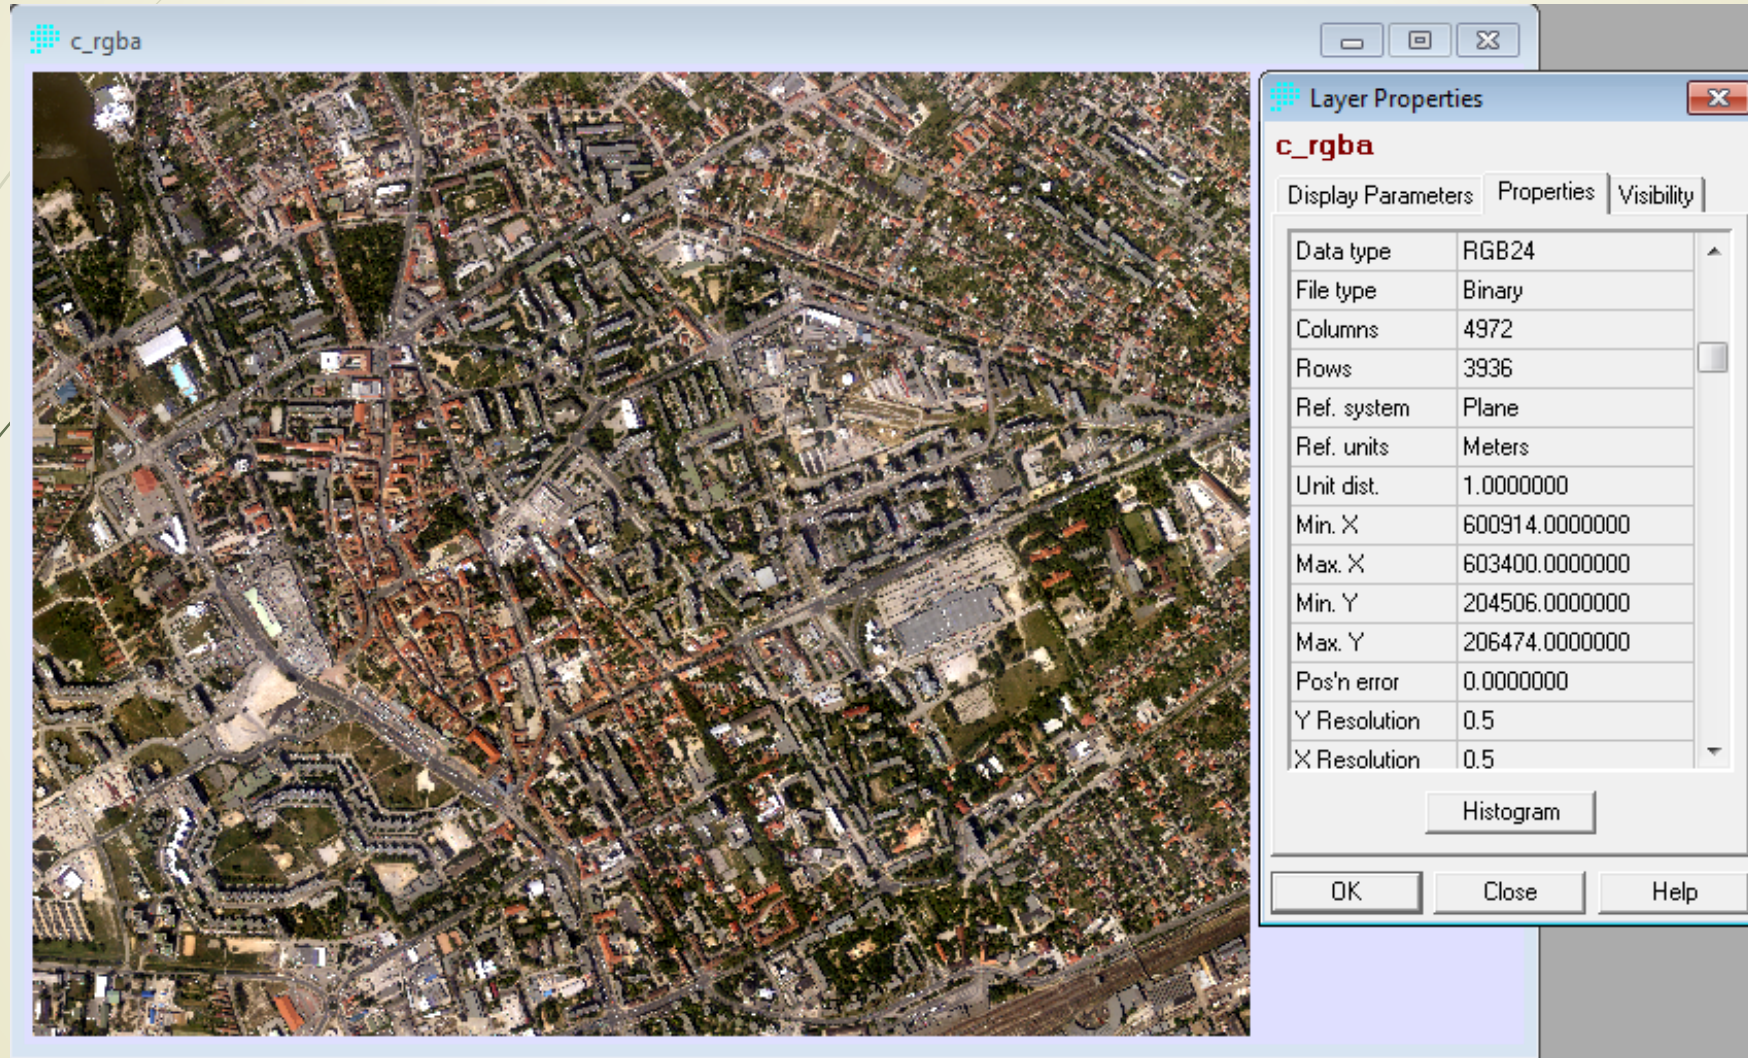 c_rgba
Layer Properties
c_rgba
Display Parameters Properties Visibility
Data type RGB24
File type Binary
Columns 4972
Rows 3936
Ref. system Plane
Ref. units Meters
Unit dist. 1.0000000
Min. X 600914.0000000
Max. X 603400.0000000
Min. Y 204506.0000000
Max. Y 206474.0000000
Pos'n error 0.0000000
Y Resolution 0.5
X Resolution 0.5
Histogram
OK Close Help